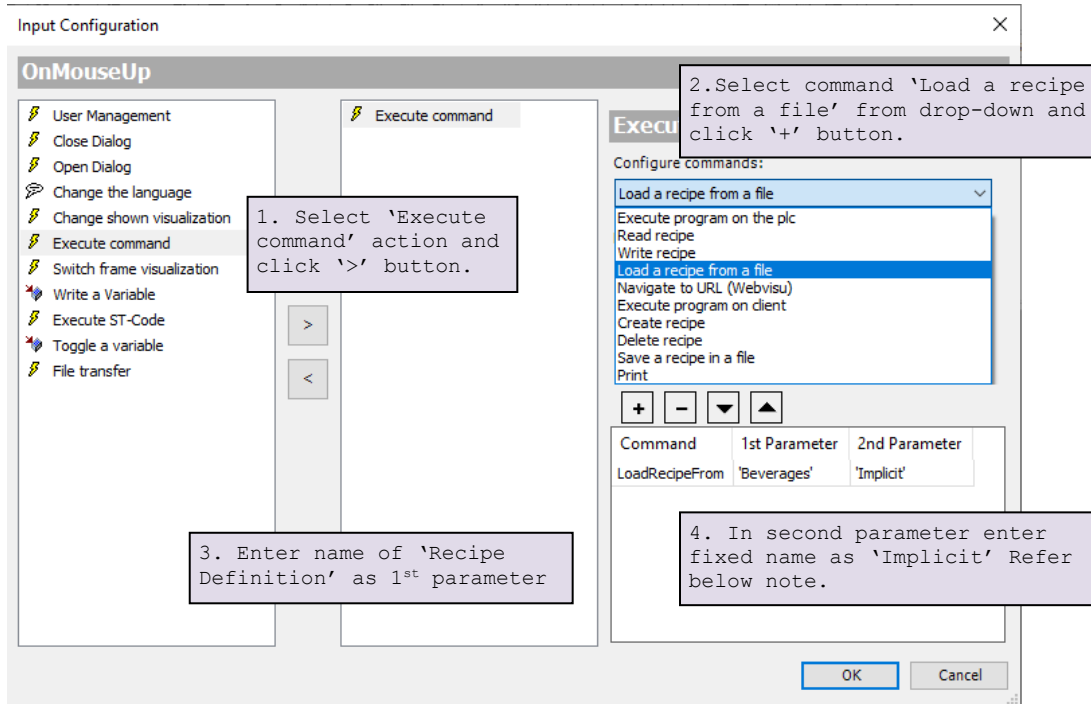 Input Configuration
OnMouseUp
User Management
Close Dialog
Open Dialog
Change the language
Change shown visualization
Execute command
Switch frame visualization
Write a Variable
Execute ST-Code
Toggle a variable
File transfer
1. Select ‘Execute
command’ action and
click ‘>’ button.
>
<
Execute command
2.Select command ‘Load a recipe
from a file’ from drop-down and
click ‘+’ button.
Execu
Configure commands:
Load a recipe from a file
Execute program on the plc
Read recipe
Write recipe
Load a recipe from a file
Navigate to URL (Webvisu)
Execute program on client
Create recipe
Delete recipe
Save a recipe in a file
Print
+ −
Command 1st Parameter 2nd Parameter
LoadRecipeFrom 'Beverages' 'Implicit'
3. Enter name of ‘Recipe
Definition’ as 1st parameter
4. In second parameter enter
fixed name as ‘Implicit’ Refer
below note.
OK Cancel